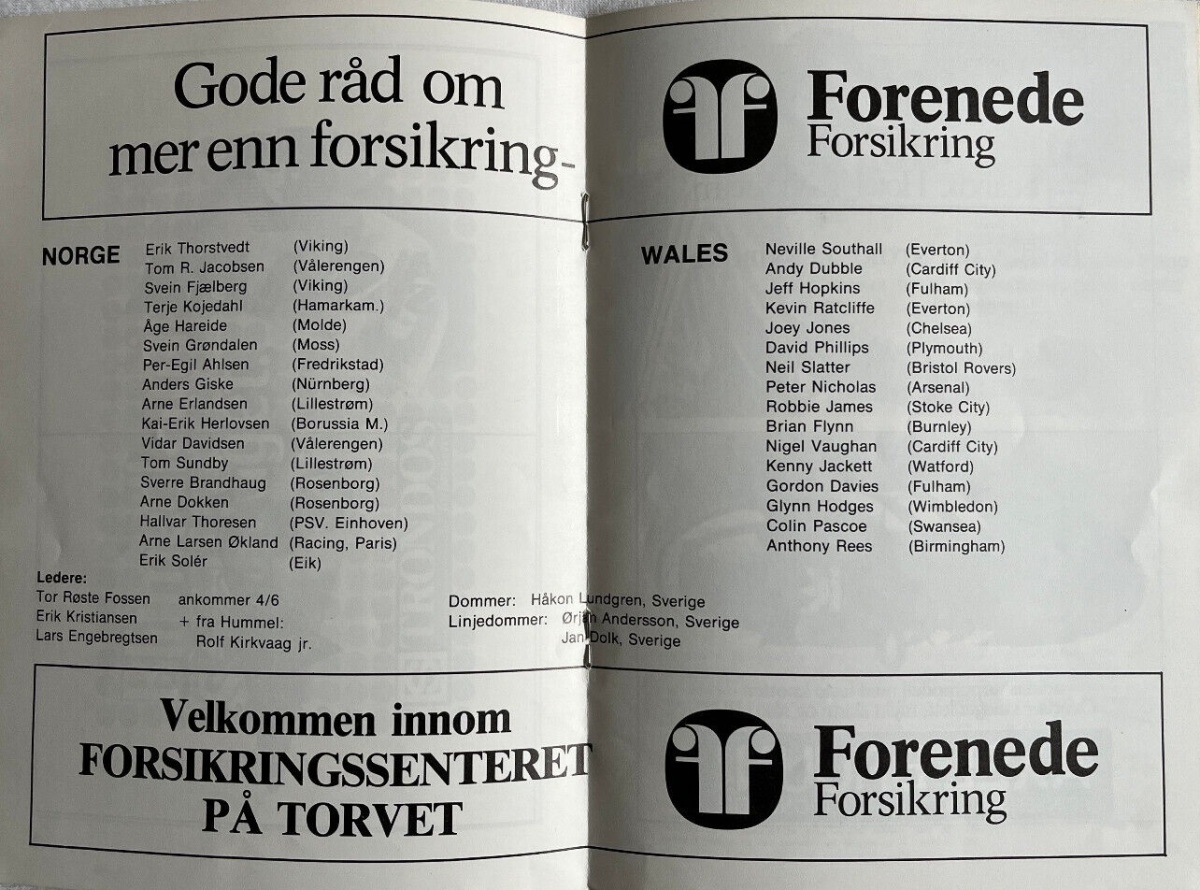 Gode råd om
mer enn forsikring-
Forenede
Forsikring
NORGE
Erik Thorstvedt (Viking)
Tom R. Jacobsen (Vålerengen)
Svein Fjælberg (Viking)
Terje Kojedahl (Hamarkam.)
Åge Hareide (Molde)
Svein Grøndalen (Moss)
Per-Egil Ahlsen (Fredrikstad)
Anders Giske (Nürnberg)
Arne Erlandsen (Lillestrøm)
Kai-Erik Herlovsen (Borussia M.)
Vidar Davidsen (Vålerengen)
Tom Sundby (Lillestrøm)
Sverre Brandhaug (Rosenborg)
Arne Dokken (Rosenborg)
Hallvar Thoresen (PSV. Einhoven)
Arne Larsen Økland (Racing, Paris)
Erik Solér (Eik)
Ledere:
Tor Røste Fossen ankommer 4/6
Erik Kristiansen + fra Hummel:
Lars Engebregtsen Rolf Kirkvaag jr.
WALES
Neville Southall (Everton)
Andy Dubble (Cardiff City)
Jeff Hopkins (Fulham)
Kevin Ratcliffe (Everton)
Joey Jones (Chelsea)
David Phillips (Plymouth)
Neil Slatter (Bristol Rovers)
Peter Nicholas (Arsenal)
Robbie James (Stoke City)
Brian Flynn (Burnley)
Nigel Vaughan (Cardiff City)
Kenny Jackett (Watford)
Gordon Davies (Fulham)
Glynn Hodges (Wimbledon)
Colin Pascoe (Swansea)
Anthony Rees (Birmingham)
Dommer: Håkon Lundgren, Sverige
Linjedommer: Ørjan Andersson, Sverige
Jan Dolk, Sverige
Velkommen innom
FORSIKRINGSSENTERET
PÅ TORVET
Forenede
Forsikring